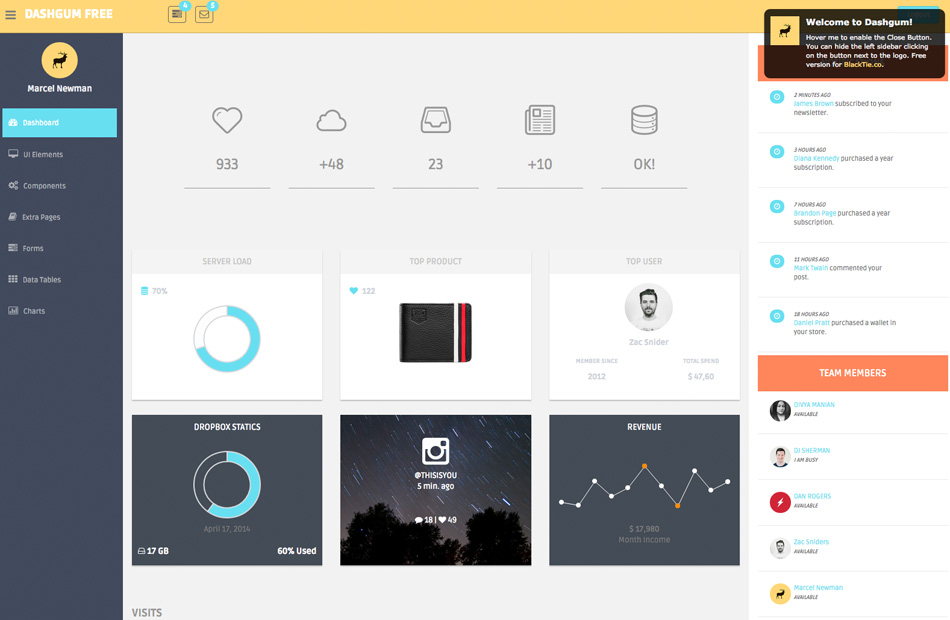 DASHGUM FREE
4
5
Welcome to Dashgum!
Hover me to enable the Close Button.
You can hide the left sidebar clicking
on the button next to the logo. Free
version for BlackTie.co.
Marcel Newman
Dashboard
UI Elements
Components
Extra Pages
Forms
Data Tables
Charts
933
+48
23
+10
OK!
SERVER LOAD
70%
TOP PRODUCT
122
TOP USER
Zac Snider
MEMBER SINCE
TOTAL SPEND
2012
$ 47,60
DROPBOX STATICS
April 17, 2014
17 GB
60% Used
@THISISYOU
5 min. ago
18 | 49
REVENUE
$ 17,980
Month Income
VISITS
2 MINUTES AGO
James Brown subscribed to your
newsletter.
3 HOURS AGO
Diana Kennedy purchased a year
subscription.
7 HOURS AGO
Brandon Page purchased a year
subscription.
11 HOURS AGO
Mark Twain commented your
post.
18 HOURS AGO
Daniel Pratt purchased a wallet in
your store.
TEAM MEMBERS
DIVYA MANIAN
AVAILABLE
DJ SHERMAN
I AM BUSY
DAN ROGERS
AVAILABLE
Zac Sniders
AVAILABLE
Marcel Newman
AVAILABLE